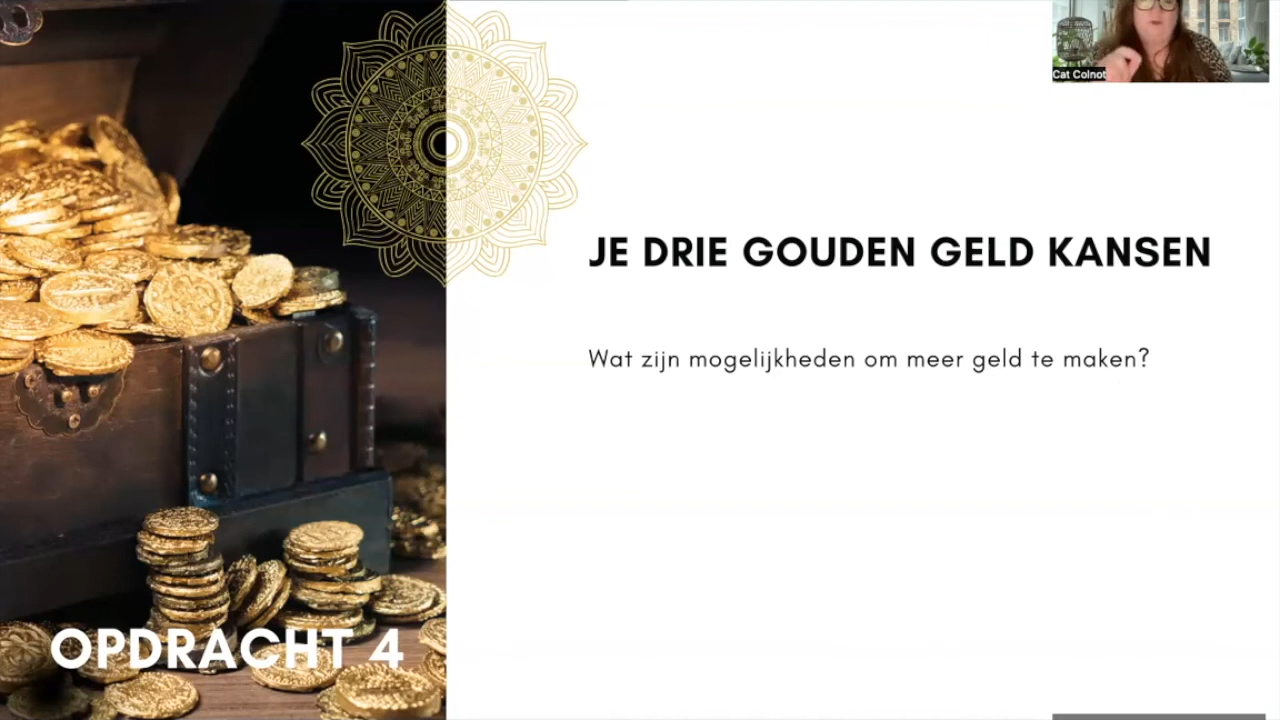 Cat Colnot
JE DRIE GOUDEN GELD KANSEN
Wat zijn mogelijkheden om meer geld te maken?
OPDRACHT 4